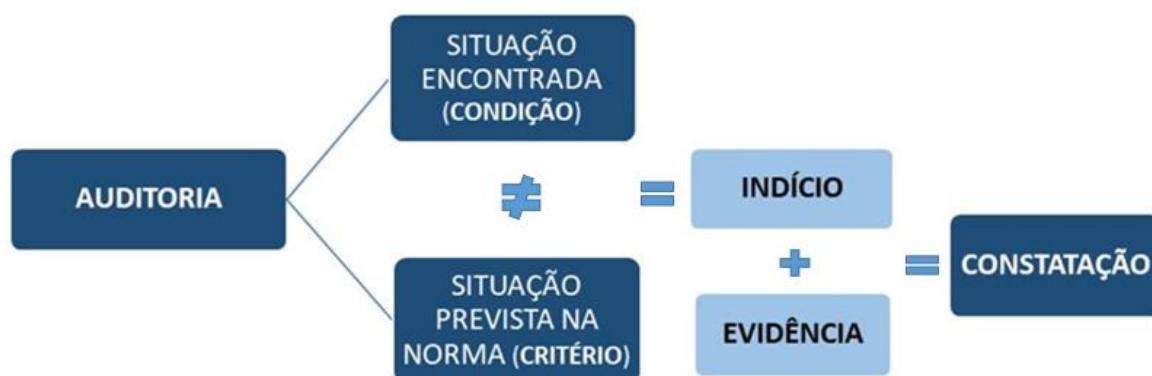 AUDITORIA
SITUAÇÃO
ENCONTRADA
(CONDIÇÃO)
≠
SITUAÇÃO
PREVISTA NA
NORMA (CRITÉRIO)
=
INDÍCIO
+
EVIDÊNCIA
=
CONSTATAÇÃO